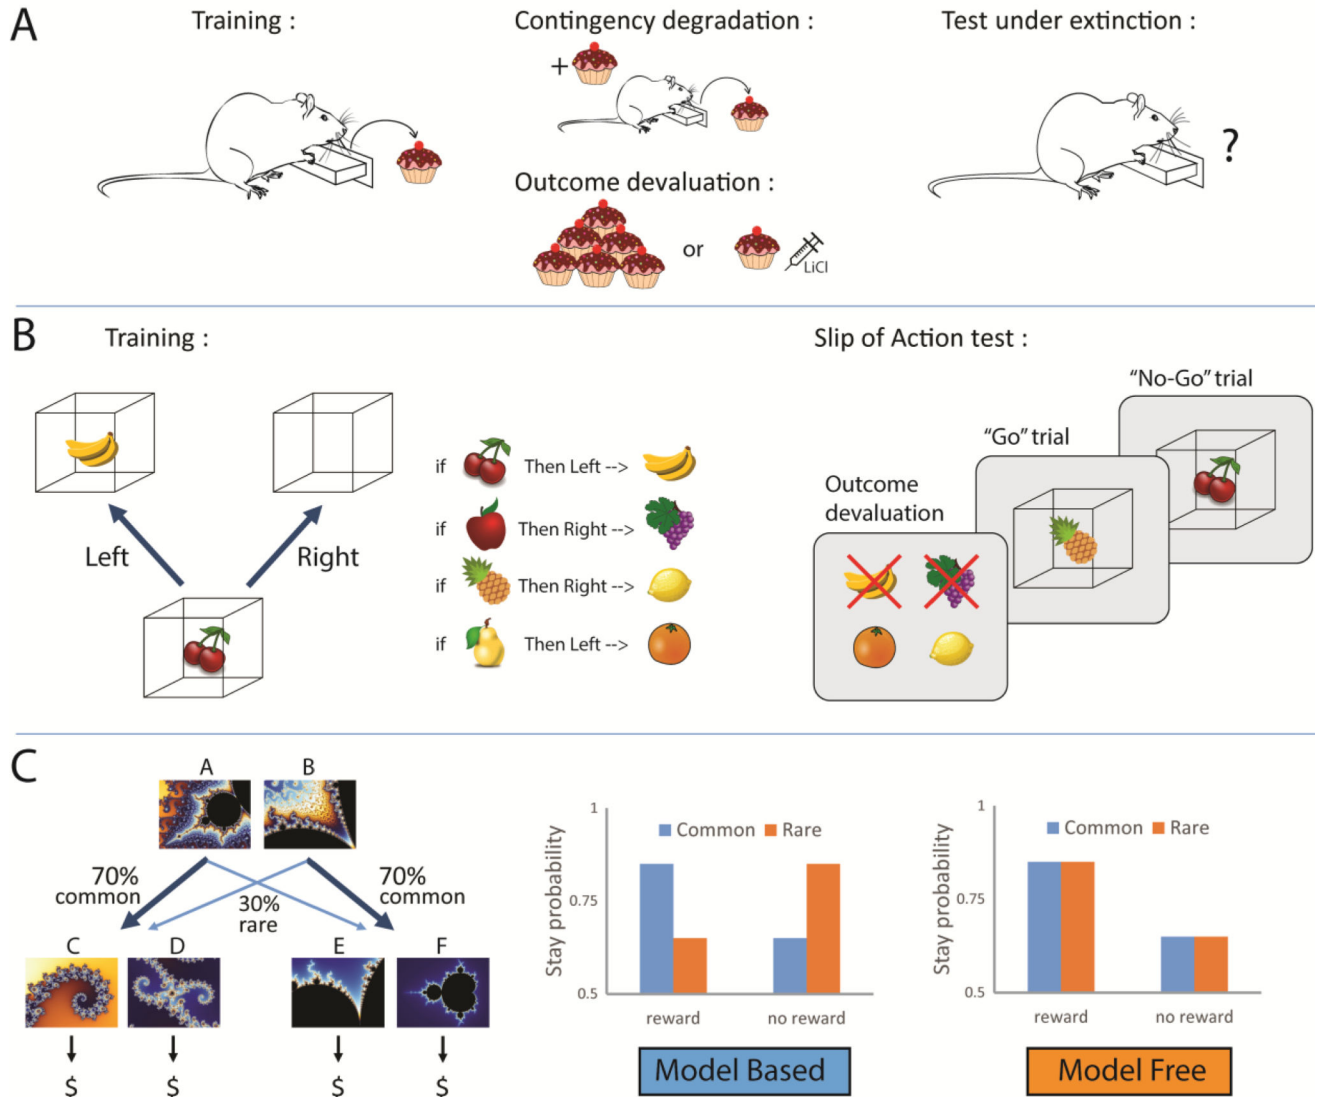 A
Training :
Contingency degradation :
Test under extinction :
+
?
Outcome devaluation :
or
LiCl
B
Training :
Slip of Action test :
"No-Go" trial
"Go" trial
Outcome
devaluation
Left
Right
if Then Left -->
if Then Right -->
if Then Right -->
if Then Left -->
C
A B
70%
common
30%
rare
70%
common
C D E F
$ $ $ $
Stay probability
1
0.75
0.5
Common Rare
reward no reward
Model Based
Stay probability
1
0.75
0.5
Common Rare
reward no reward
Model Free